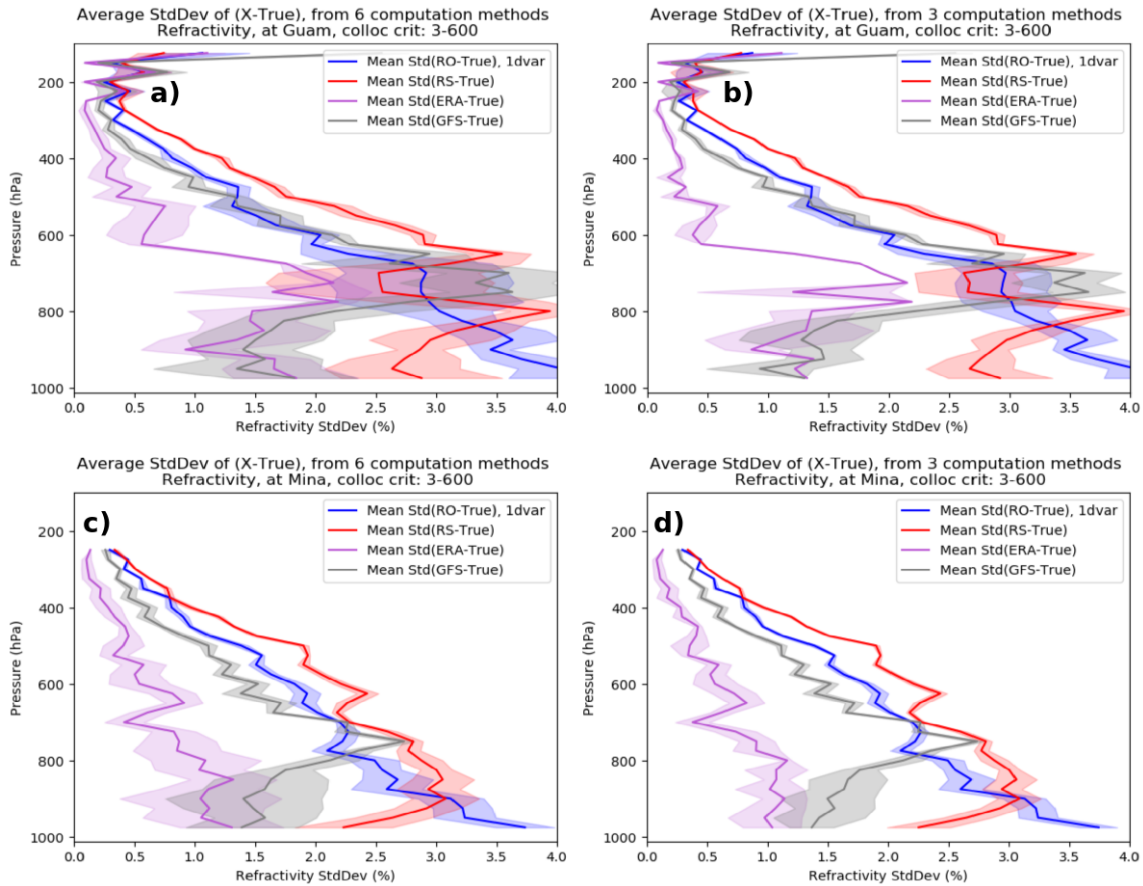 Average StdDev of (X-True), from 6 computation methods
Refractivity, at Guam, colloc crit: 3-600
a)
Mean Std(RO-True), 1dvar
Mean Std(RS-True)
Mean Std(ERA-True)
Mean Std(GFS-True)
Pressure (hPa)
200
400
600
800
1000
0.0 0.5 1.0 1.5 2.0 2.5 3.0 3.5 4.0
Refractivity StdDev (%)
Average StdDev of (X-True), from 3 computation methods
Refractivity, at Guam, colloc crit: 3-600
b)
Mean Std(RO-True), 1dvar
Mean Std(RS-True)
Mean Std(ERA-True)
Mean Std(GFS-True)
Pressure (hPa)
200
400
600
800
1000
0.0 0.5 1.0 1.5 2.0 2.5 3.0 3.5 4.0
Refractivity StdDev (%)
Average StdDev of (X-True), from 6 computation methods
Refractivity, at Mina, colloc crit: 3-600
c)
Mean Std(RO-True), 1dvar
Mean Std(RS-True)
Mean Std(ERA-True)
Mean Std(GFS-True)
Pressure (hPa)
200
400
600
800
1000
0.0 0.5 1.0 1.5 2.0 2.5 3.0 3.5 4.0
Refractivity StdDev (%)
Average StdDev of (X-True), from 3 computation methods
Refractivity, at Mina, colloc crit: 3-600
d)
Mean Std(RO-True), 1dvar
Mean Std(RS-True)
Mean Std(ERA-True)
Mean Std(GFS-True)
Pressure (hPa)
200
400
600
800
1000
0.0 0.5 1.0 1.5 2.0 2.5 3.0 3.5 4.0
Refractivity StdDev (%)